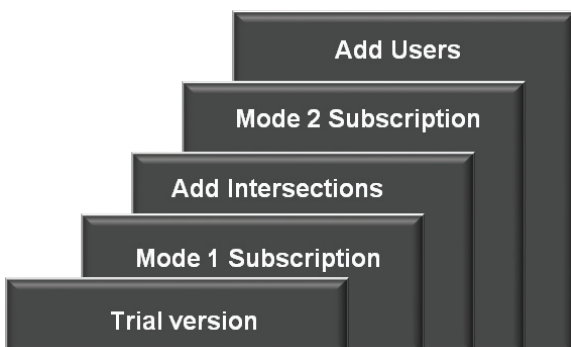 Add Users
Mode 2 Subscription
Add Intersections
Mode 1 Subscription
Trial version